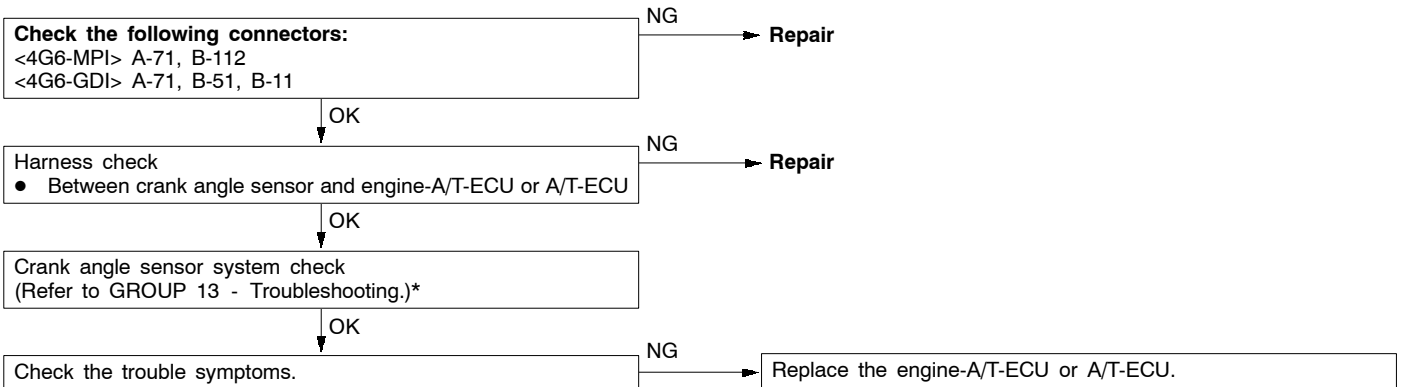 NG
Check the following connectors:
<4G6-MPI> A-71, B-112
<4G6-GDI> A-71, B-51, B-11
Repair
OK
NG
Harness check
● Between crank angle sensor and engine-A/T-ECU or A/T-ECU
Repair
OK
Crank angle sensor system check
(Refer to GROUP 13 - Troubleshooting.)*
OK
NG
Check the trouble symptoms.
Replace the engine-A/T-ECU or A/T-ECU.